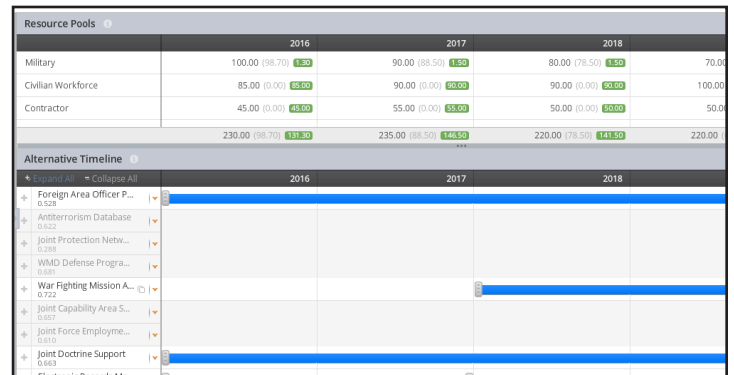 Resource Pools
2016 2017 2018
Military 100.00 (98.70) 1.30 90.00 (88.50) 1.50 80.00 (78.50) 1.50 70.00
Civilian Workforce 85.00 (0.00) 85.00 90.00 (0.00) 90.00 90.00 (0.00) 90.00 100.00
Contractor 45.00 (0.00) 45.00 55.00 (0.00) 55.00 50.00 (0.00) 50.00 50.0
230.00 (98.70) 131.30 235.00 (88.50) 146.50 220.00 (78.50) 141.50 220.00 (
Alternative Timeline
Expand All Collapse All 2016 2017 2018
Foreign Area Officer P...
0.528
Antiterrorism Database
0.622
Joint Protection Netw...
0.288
WMD Defense Progra...
0.681
War Fighting Mission A...
0.722
Joint Capability Area S...
0.657
Joint Force Employme...
0.610
Joint Doctrine Support
0.663